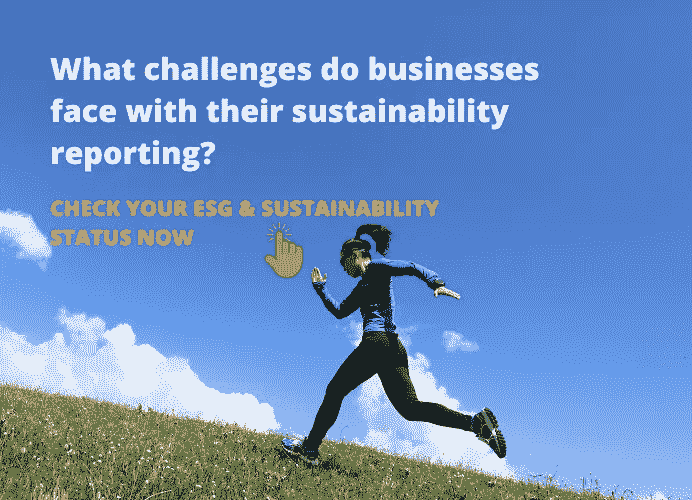 What challenges do businesses
face with their sustainability
reporting?
CHECK YOUR ESG & SUSTAINABILITY
STATUS NOW